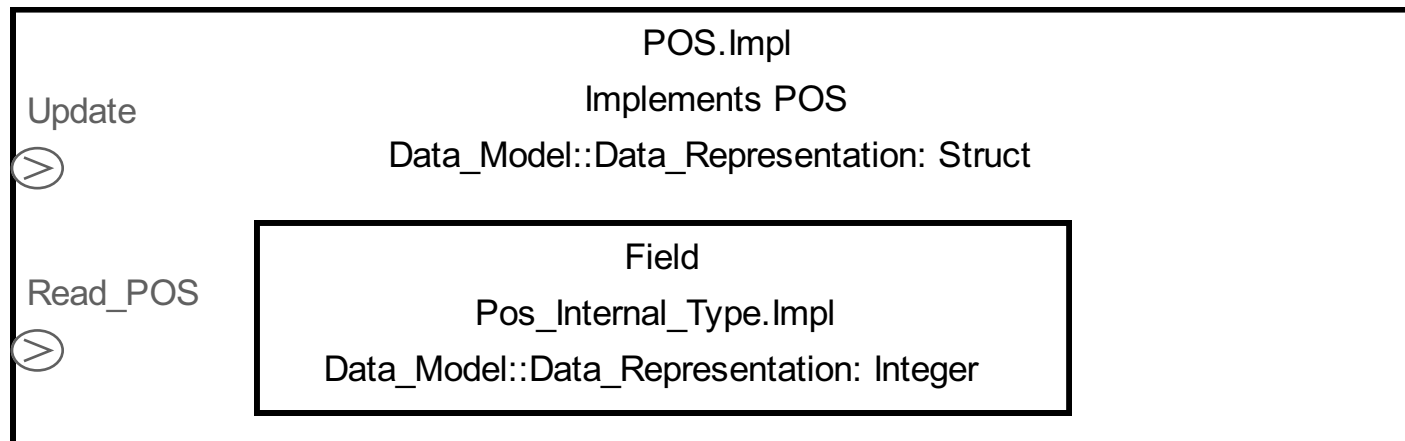 POS.Impl
Implements POS
Update
Data_Model::Data_Representation: Struct
Field
Read_POS
Pos_Internal_Type.Impl
Data_Model::Data_Representation: Integer